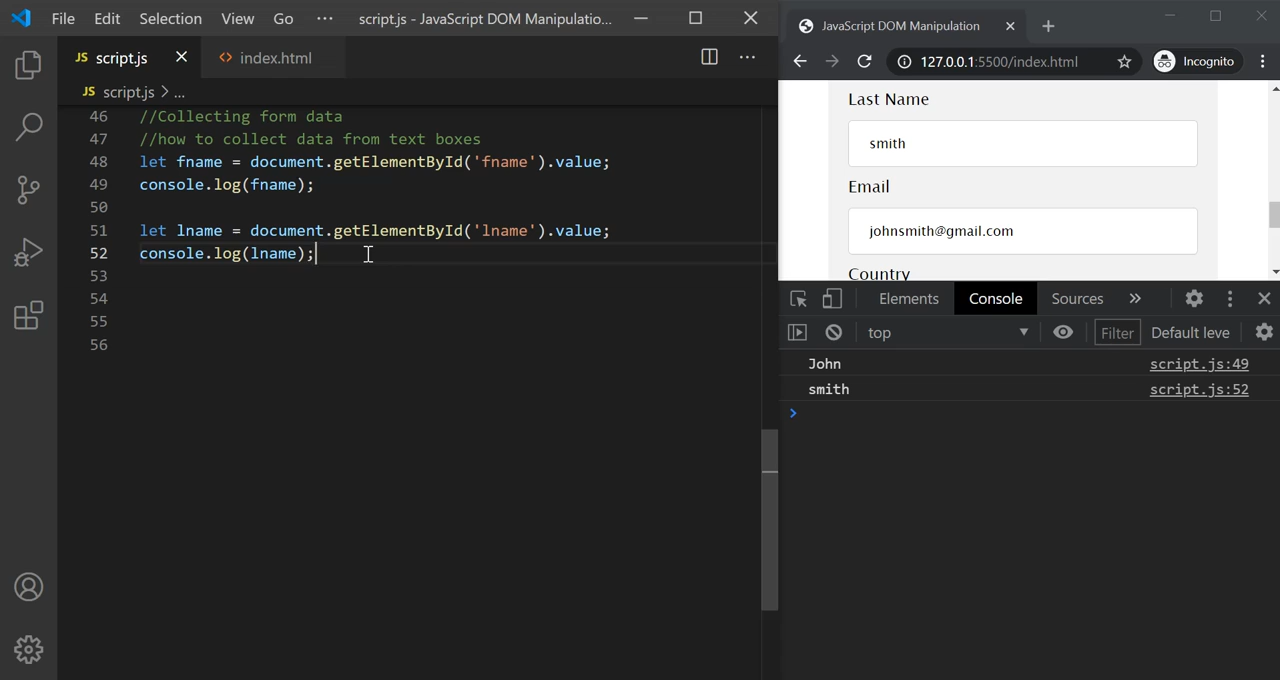 File Edit Selection View Go ··· script.js - JavaScript DOM Manipulatio...
JS script.js index.html ···
JS script.js > ...
46 //Collecting form data
47 //how to collect data from text boxes
48 let fname = document.getElementById('fname').value;
49 console.log(fname);
50
51 let lname = document.getElementById('lname').value;
52 console.log(lname);
53
54
55
56
JavaScript DOM Manipulation
127.0.0.1:5500/index.html Incognito
Last Name
smith
Email
johnsmith@gmail.com
Country
Elements Console Sources »
top Filter Default leve
John script.js:49
smith script.js:52
>